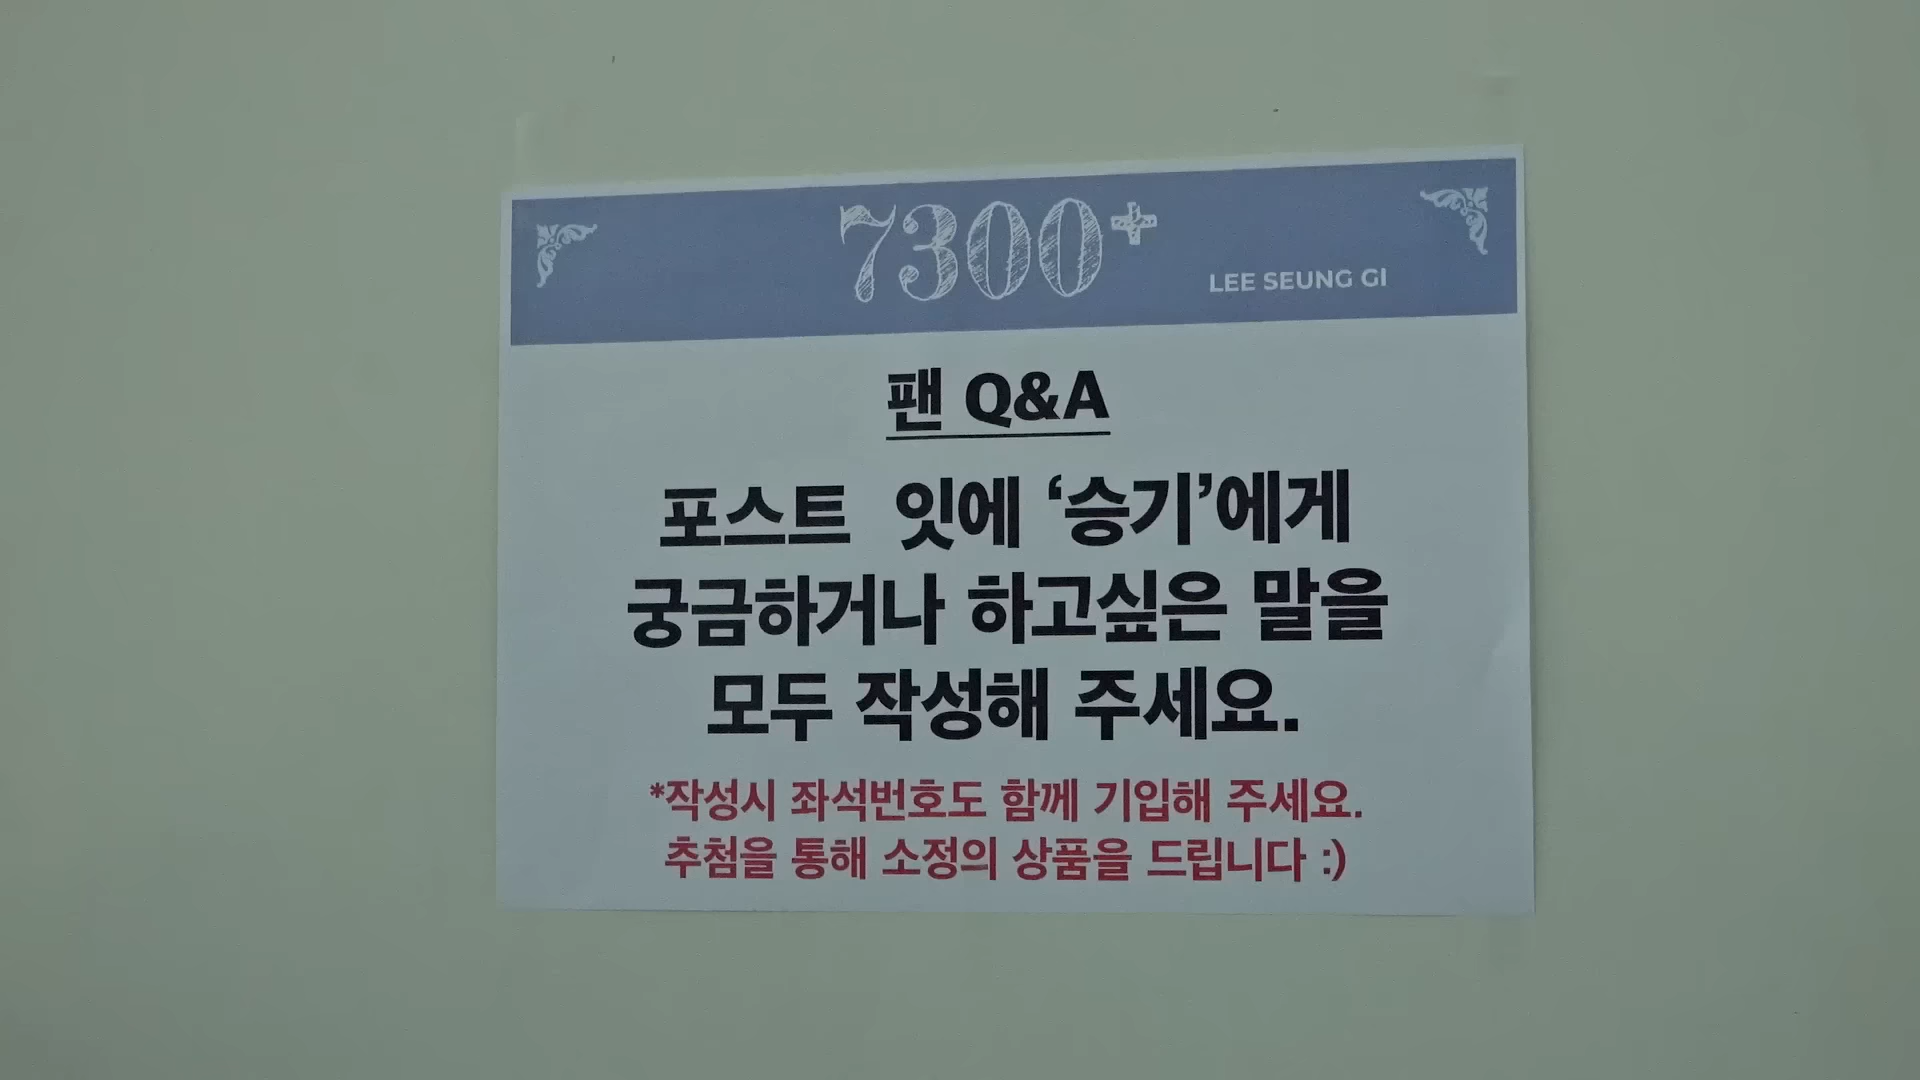 7300+
LEE SEUNG GI
팬 Q&A
포스트 잇에 ‘승기’에게
궁금하거나 하고싶은 말을
모두 작성해 주세요.
*작성시 좌석번호도 함께 기입해 주세요.
추첨을 통해 소정의 상품을 드립니다 :)